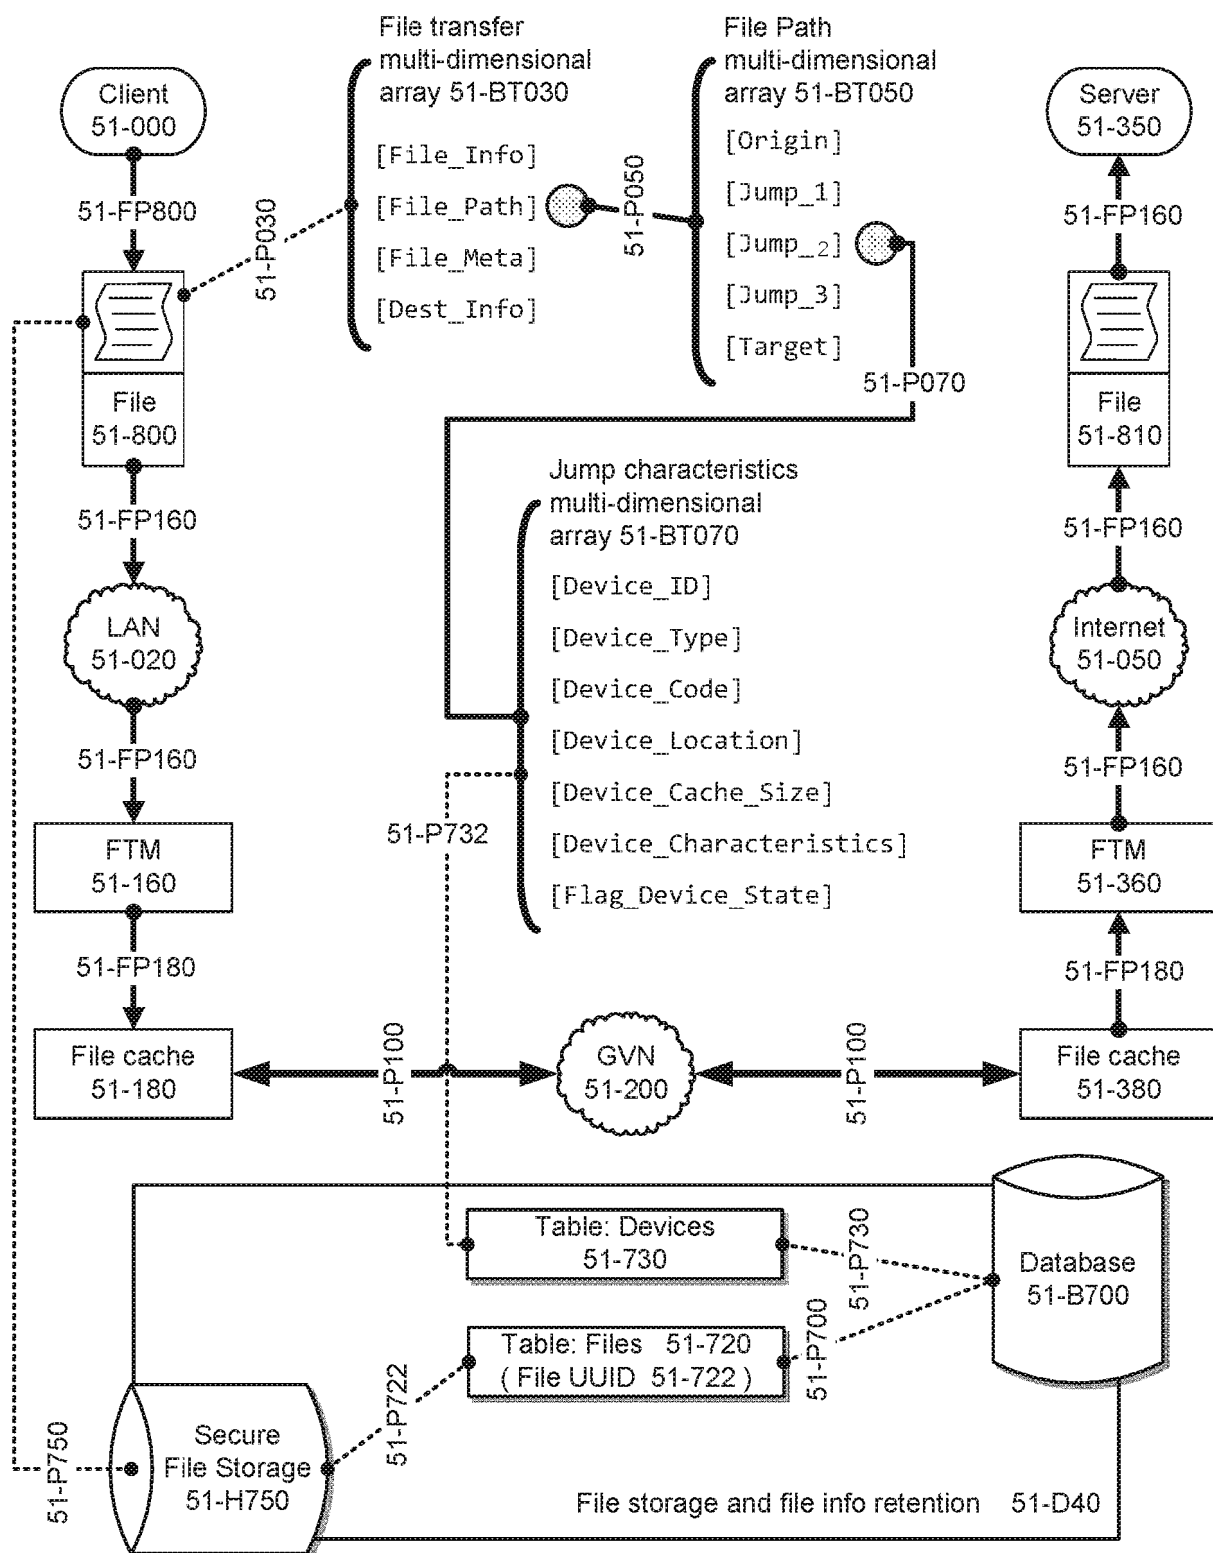 File transfer
multi-dimensional
array 51-BT030
File Path
multi-dimensional
array 51-BT050
Client
51-000
Server
51-350
[File_Info]
[File_Path]
[File_Meta]
[Dest_Info]
[Origin]
[Jump_1]
[Jump_2]
[Jump_3]
[Target]
51-FP800
51-P030
51-P050
51-FP160
51-P070
File
51-800
File
51-810
Jump characteristics
multi-dimensional
array 51-BT070
51-FP160
51-FP160
[Device_ID]
[Device_Type]
[Device_Code]
[Device_Location]
[Device_Cache_Size]
[Device_Characteristics]
[Flag_Device_State]
LAN
51-020
Internet
51-050
51-FP160
51-FP160
51-P732
FTM
51-160
FTM
51-360
51-FP180
51-FP180
File cache
51-180
51-P100
GVN
51-200
51-P100
File cache
51-380
Table: Devices
51-730
51-P730
Database
51-B700
Table: Files 51-720
( File UUID 51-722 )
51-P700
51-P722
51-P750
Secure
File Storage
51-H750
File storage and file info retention 51-D40